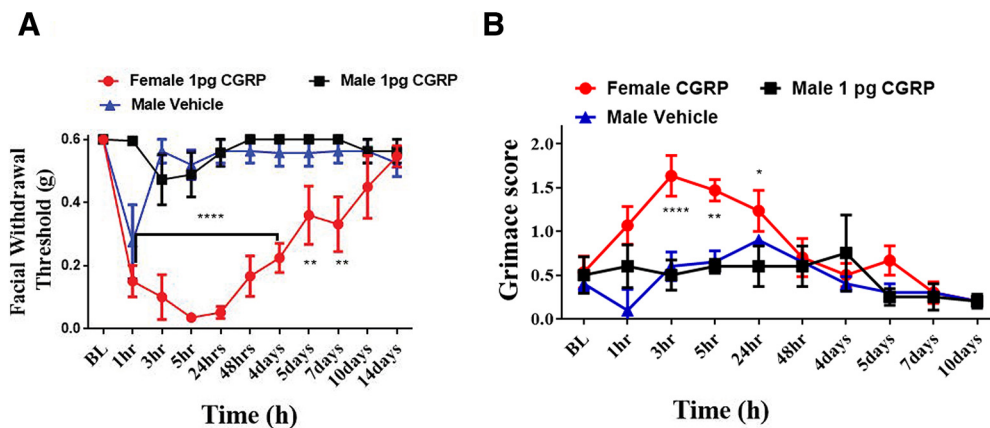 A
Female 1pg CGRP
Male 1pg CGRP
Male Vehicle
Facial Withdrawal
Threshold (g)
0.6
0.4
0.2
0.0
****
**
**
BL
1hr
3hr
5hr
24hrs
48hrs
4days
5days
7days
10days
14days
Time (h)
B
Female CGRP
Male 1 pg CGRP
Male Vehicle
Grimace score
2.0
1.5
1.0
0.5
0.0
*
****
**
BL
1hr
3hr
5hr
24hr
48hr
4days
5days
7days
10days
Time (h)